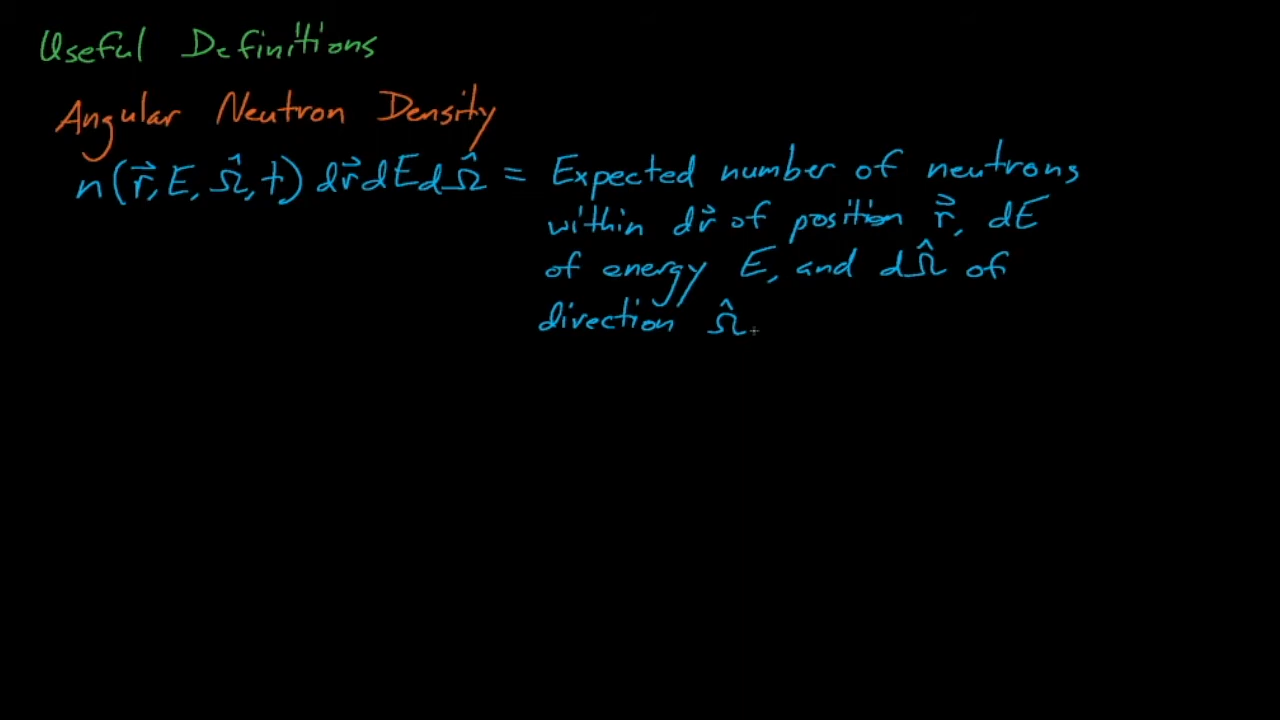 Useful Definitions
Angular Neutron Density
n(r⃗, E, Ω̂, t) dr⃗ dE dΩ̂ = Expected number of neutrons
within dr⃗ of position r⃗, dE
of energy E, and dΩ̂ of
direction Ω̂.